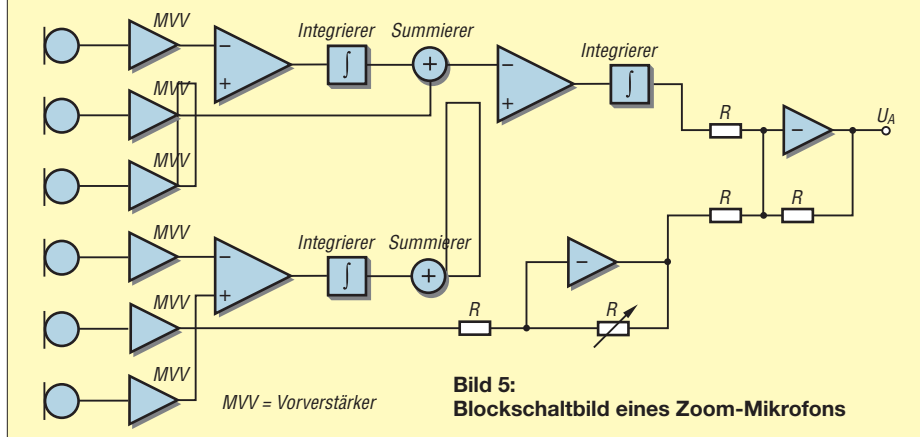 MVV
Integrierer
Summierer
Integrierer
−
+
∫
+
−
+
∫
MVV
R
−
U_A
MVV
R
R
MVV
Integrierer
Summierer
−
+
∫
+
−
MVV
R
R
MVV
MVV = Vorverstärker
Bild 5:
Blockschaltbild eines Zoom-Mikrofons